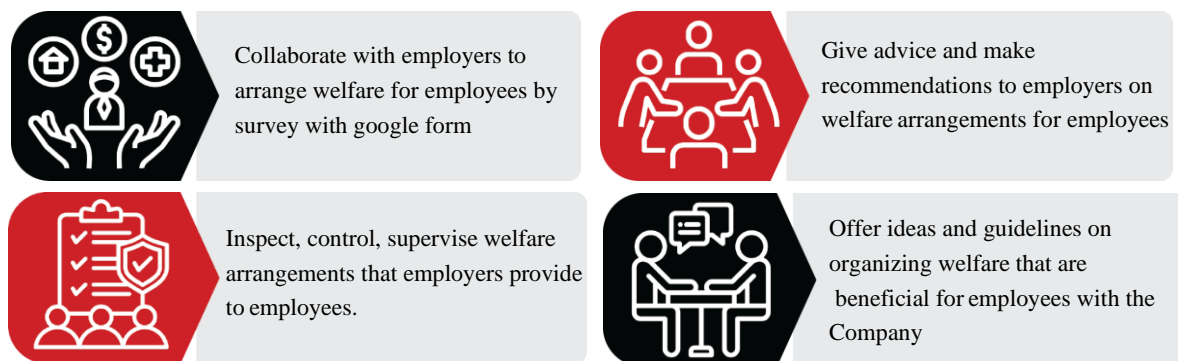 Collaborate with employers to
arrange welfare for employees by
survey with google form
Give advice and make
recommendations to employers on
welfare arrangements for employees
Inspect, control, supervise welfare
arrangements that employers provide
to employees.
Offer ideas and guidelines on
organizing welfare that are
beneficial for employees with the
Company